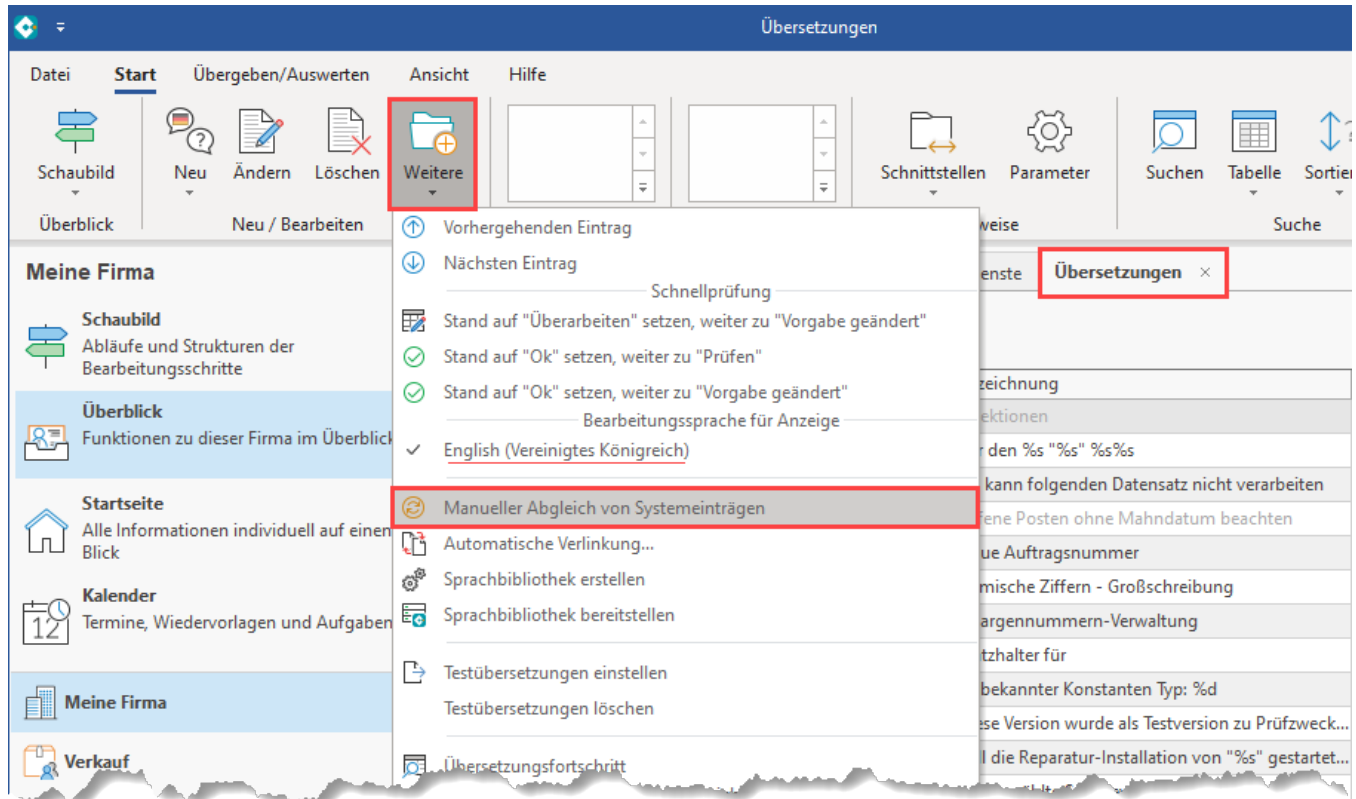 Übersetzungen
Datei Start Übergeben/Auswerten Ansicht Hilfe
Schaubild Neu Ändern Löschen Weitere Schnittstellen Parameter Suchen Tabelle Sortier
Überblick Neu / Bearbeiten weise Suche
Meine Firma
Schaubild
Abläufe und Strukturen der
Bearbeitungsschritte
Überblick
Funktionen zu dieser Firma im Überblick
Startseite
Alle Informationen individuell auf einen
Blick
Kalender
12
Termine, Wiedervorlagen und Aufgaben
Meine Firma
Verkauf
Vorhergehenden Eintrag
Nächsten Eintrag
Schnellprüfung
Stand auf "Überarbeiten" setzen, weiter zu "Vorgabe geändert"
Stand auf "Ok" setzen, weiter zu "Prüfen"
Stand auf "Ok" setzen, weiter zu "Vorgabe geändert"
Bearbeitungssprache für Anzeige
English (Vereinigtes Königreich)
Manueller Abgleich von Systemeinträgen
Automatische Verlinkung...
Sprachbibliothek erstellen
Sprachbibliothek bereitstellen
Testübersetzungen einstellen
Testübersetzungen löschen
Übersetzungsfortschritt
enste Übersetzungen ×
zeichnung
ektionen
r den %s "%s" %s%s
kann folgenden Datensatz nicht verarbeiten
fene Posten ohne Mahndatum beachten
ue Auftragsnummer
mische Ziffern - Großschreibung
argennummern-Verwaltung
tzhalter für
bekannter Konstanten Typ: %d
ese Version wurde als Testversion zu Prüfzweck...
l die Reparatur-Installation von "%s" gestartet...